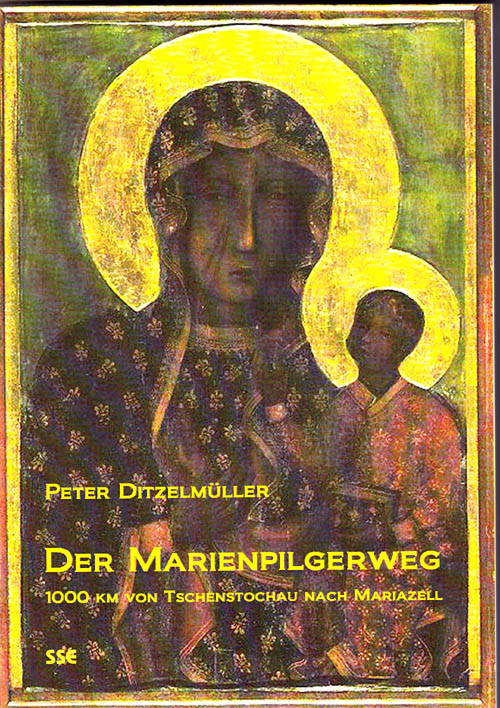 Peter Ditzelmüller
Der Marienpilgerweg
1000 km von Tschenstochau nach Mariazell
SSE